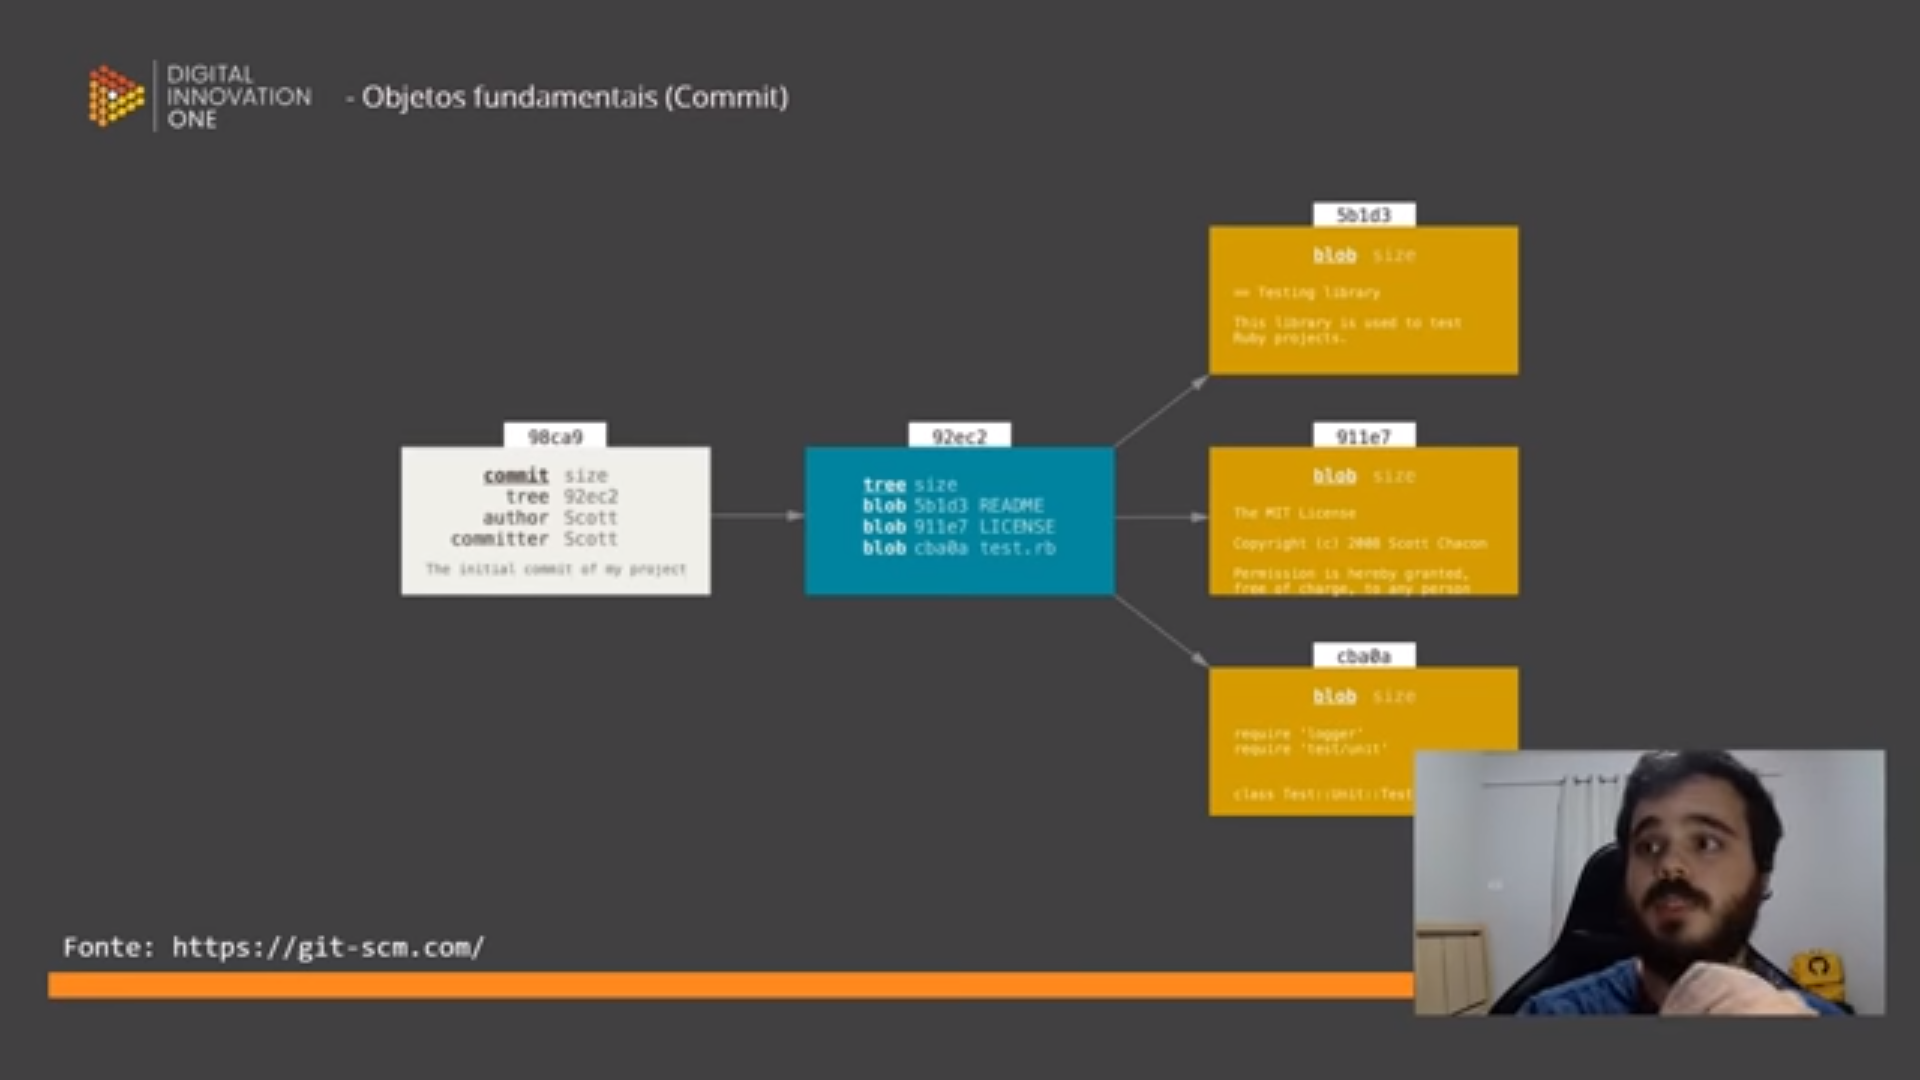 DIGITAL
INNOVATION
ONE
- Objetos fundamentais (Commit)
98ca9
commit size
tree 92ec2
author Scott
committer Scott
The initial commit of my project
92ec2
tree size
blob 5b1d3 README
blob 911e7 LICENSE
blob cba0a test.rb
5b1d3
blob size
== Testing library
This library is used to test
Ruby projects.
911e7
blob size
The MIT License
Copyright (c) 2008 Scott Chacon
Permission is hereby granted,
free of charge, to any person
cba0a
blob size
require 'logger'
require 'test/unit'
class Test::Unit::Test
Fonte: https://git-scm.com/